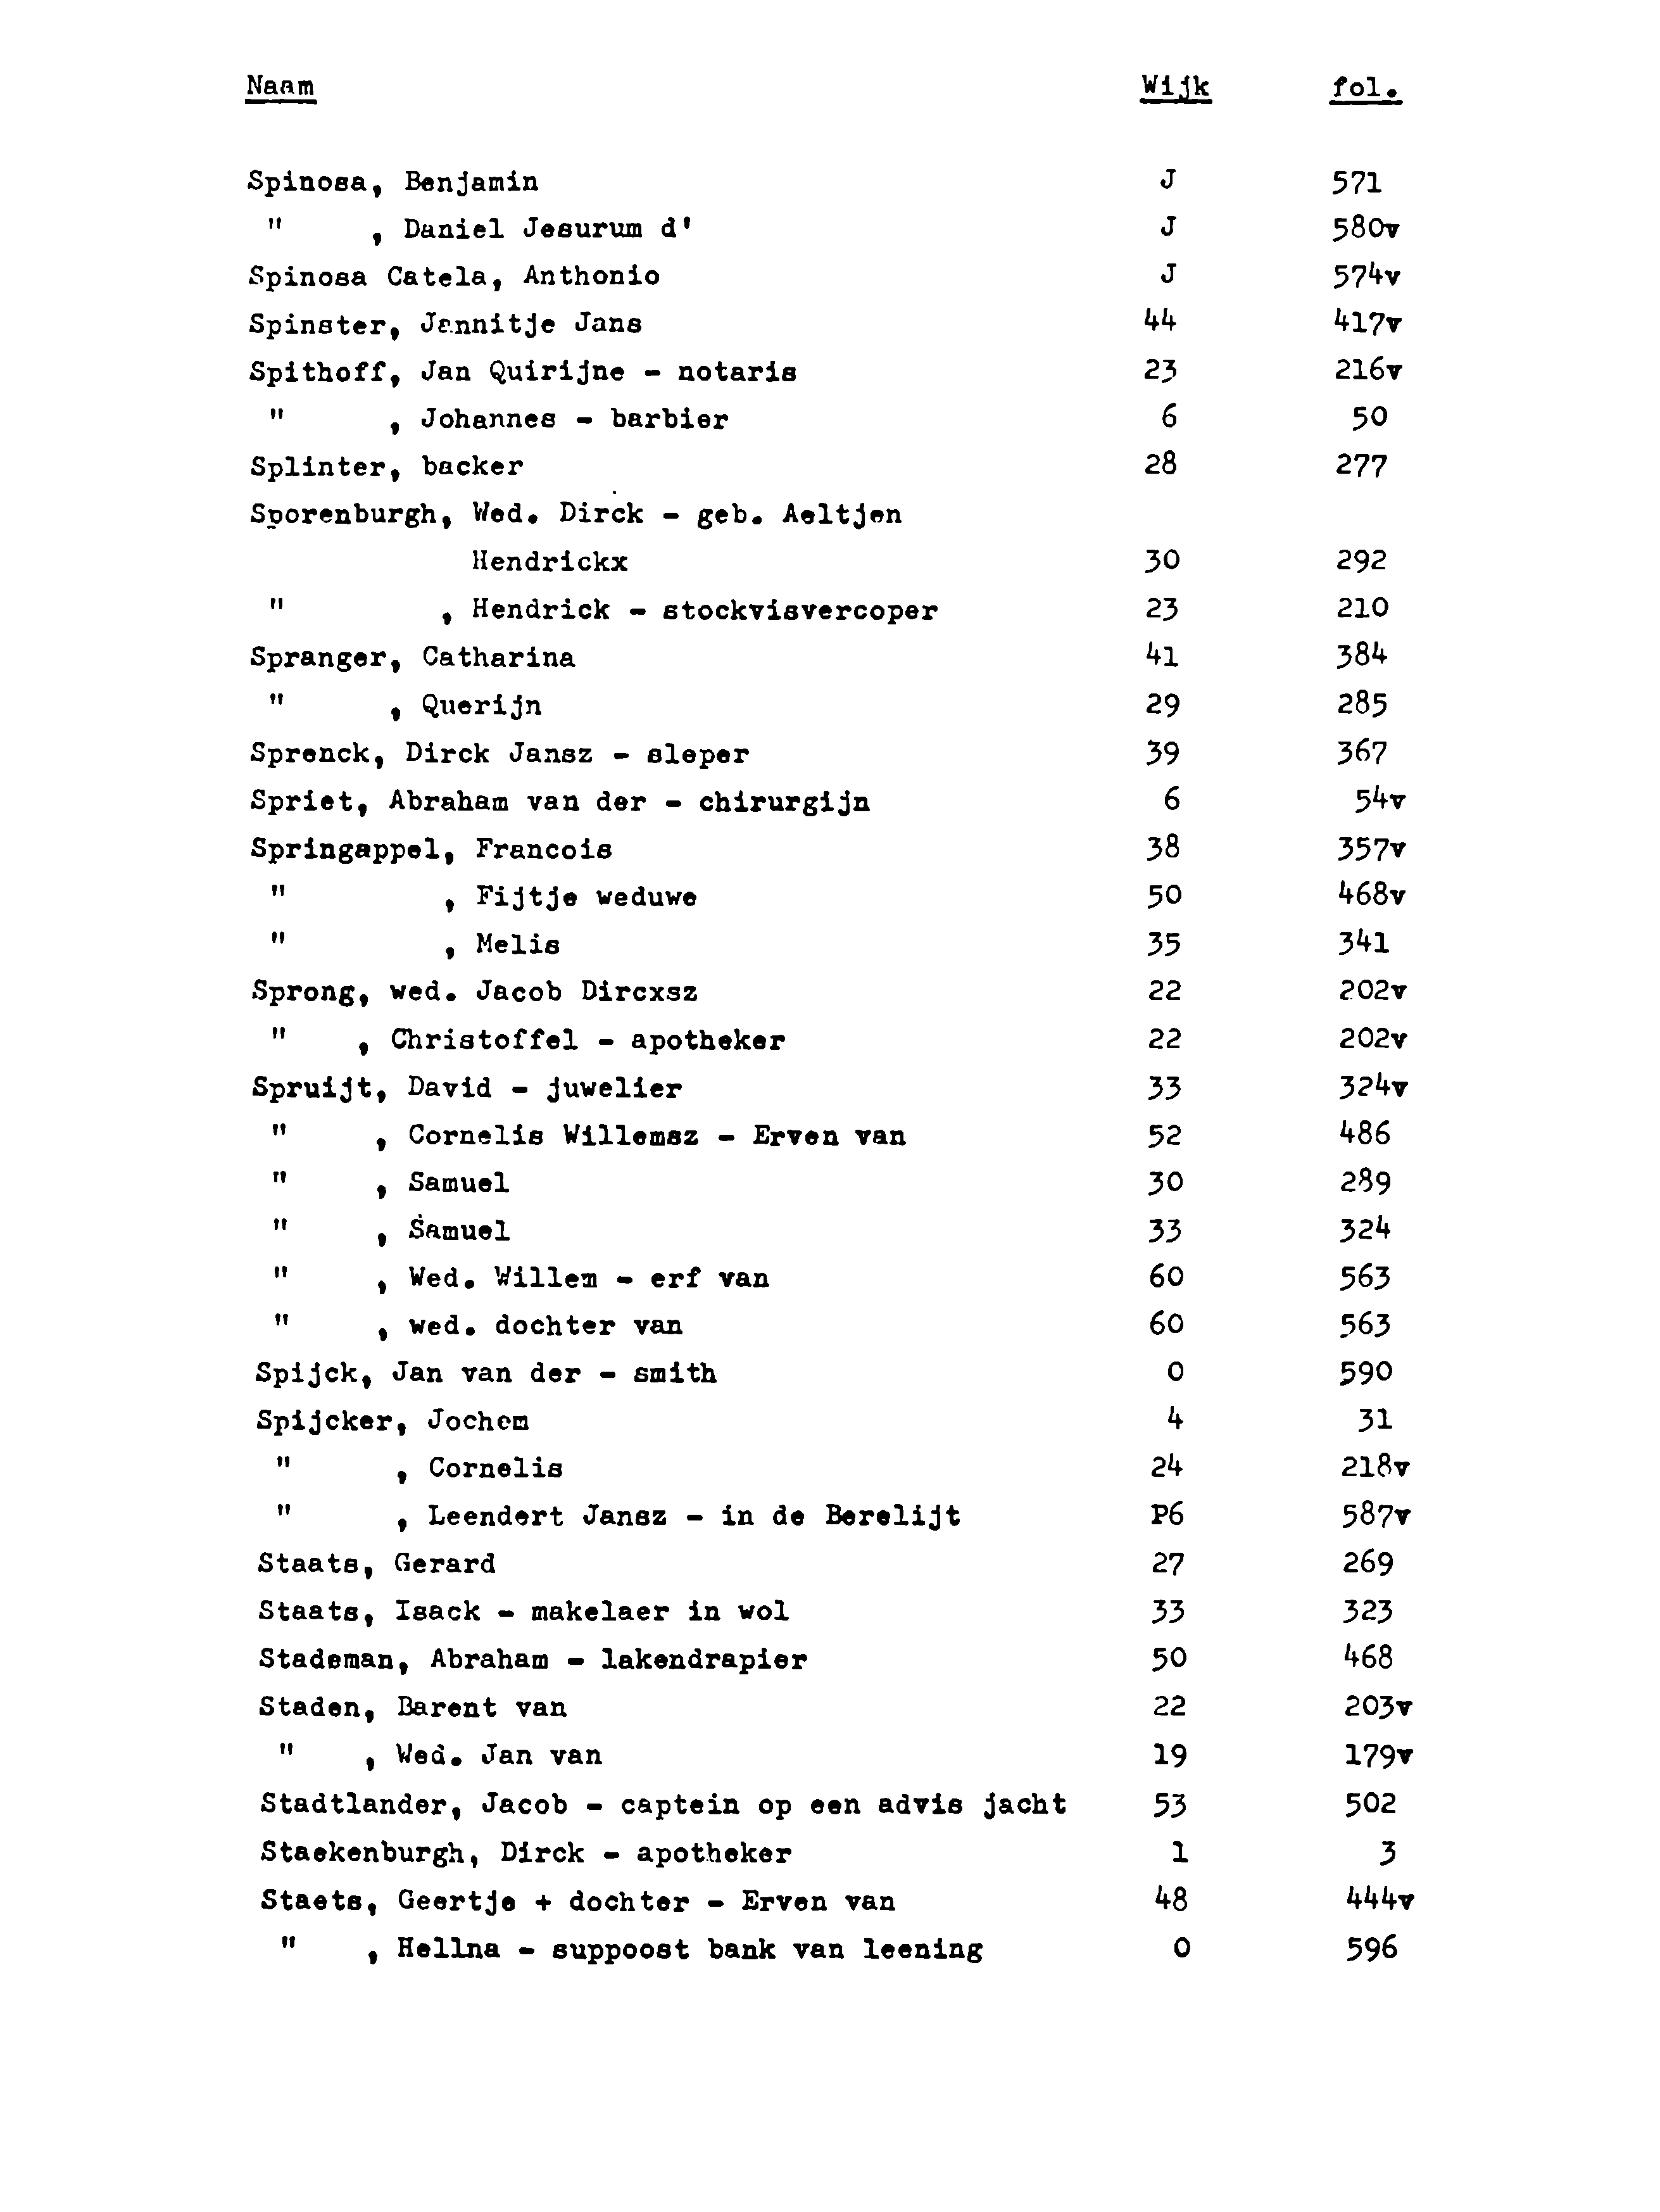 Naam Wijk fol.
Spinosa, Benjamin J 571
" , Daniel Jesurum d' J 580v
Spinosa Catela, Anthonio J 574v
Spinster, Jannitje Jans 44 417v
Spithoff, Jan Quirijne - notaris 23 216v
" , Johannes - barbier 6 50
Splinter, backer 28 277
Sporenburgh, Wed. Dirck - geb. Aeltjen
Hendrickx 30 292
" , Hendrick - stockvisvercoper 23 210
Spranger, Catharina 41 384
" , Querijn 29 285
Sprenck, Dirck Jansz - sleper 39 367
Spriet, Abraham van der - chirurgijn 6 54v
Springappel, Francois 38 357v
" , Fijtje weduwe 50 468v
" , Melis 35 341
Sprong, wed. Jacob Dircxsz 22 202v
" , Christoffel - apotheker 22 202v
Spruijt, David - juwelier 33 324v
" , Cornelis Willemsz - Erven van 52 486
" , Samuel 30 289
" , Samuel 33 324
" , Wed. Willem - erf van 60 563
" , wed. dochter van 60 563
Spijck, Jan van der - smith O 590
Spijcker, Jochem 4 31
" , Cornelis 24 218v
" , Leendert Jansz - in de Berelijt P6 587v
Staats, Gerard 27 269
Staats, Isack - makelaer in wol 33 323
Stademan, Abraham - lakendrapier 50 468
Staden, Barent van 22 203v
" , Wed. Jan van 19 179v
Stadtlander, Jacob - captein op een advis jacht 53 502
Staekenburgh, Dirck - apotheker 1 3
Staets, Geertje + dochter - Erven van 48 444v
" , Hellna - suppoost bank van leening O 596